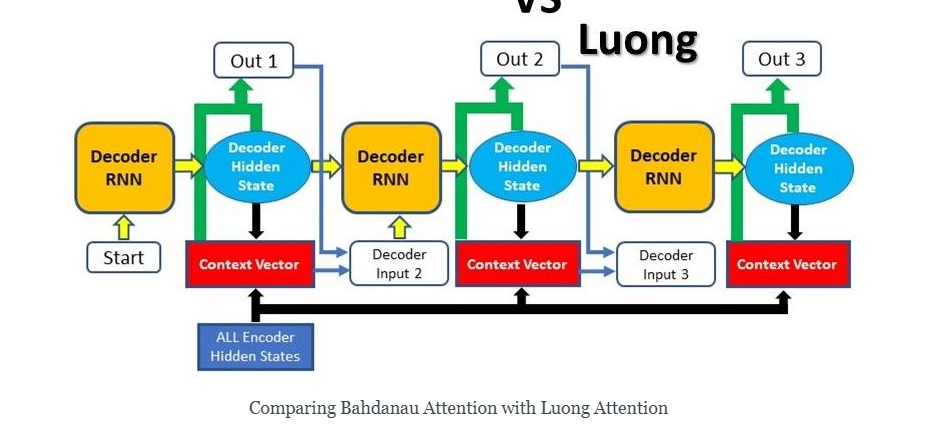 VS
Luong
Out 1
Out 2
Out 3
Decoder
RNN
Decoder
Hidden
State
Decoder
RNN
Decoder
Hidden
State
Decoder
RNN
Decoder
Hidden
State
Start
Context Vector
Decoder
Input 2
Context Vector
Decoder
Input 3
Context Vector
ALL Encoder
Hidden States
Comparing Bahdanau Attention with Luong Attention